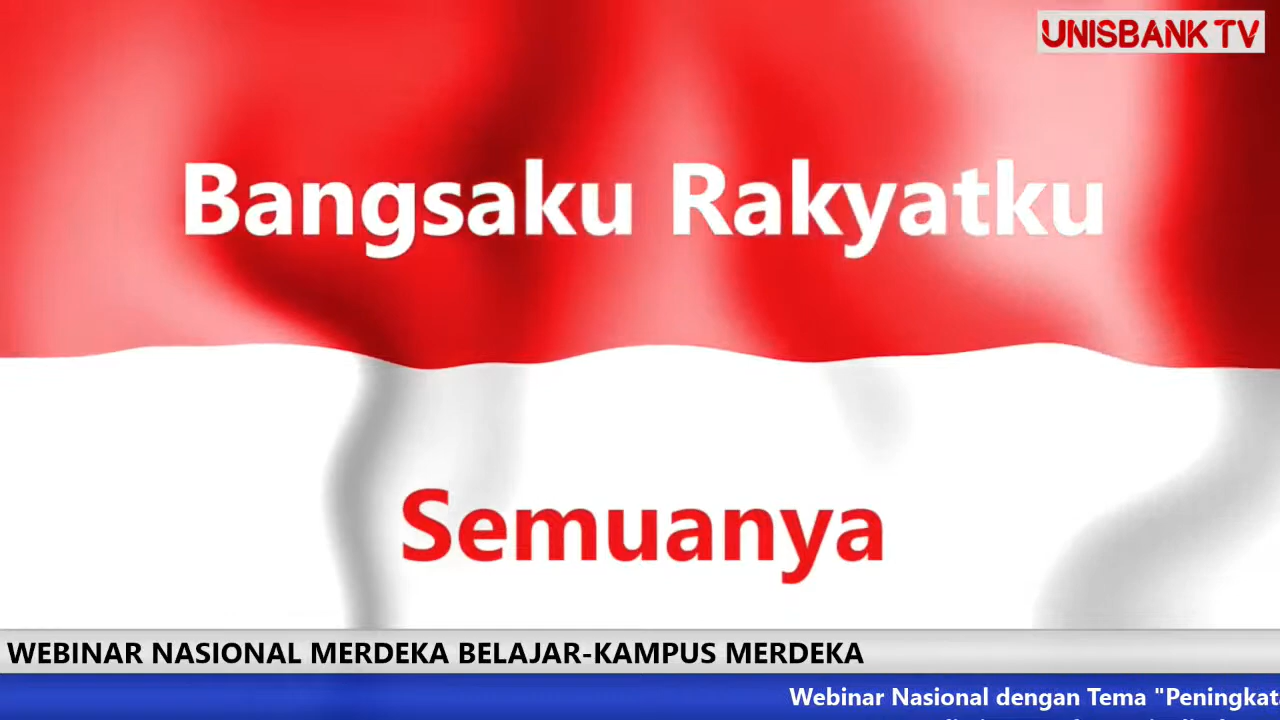 UNISBANK TV
Bangsaku Rakyatku
Semuanya
WEBINAR NASIONAL MERDEKA BELAJAR-KAMPUS MERDEKA
Webinar Nasional dengan Tema "Peningkat